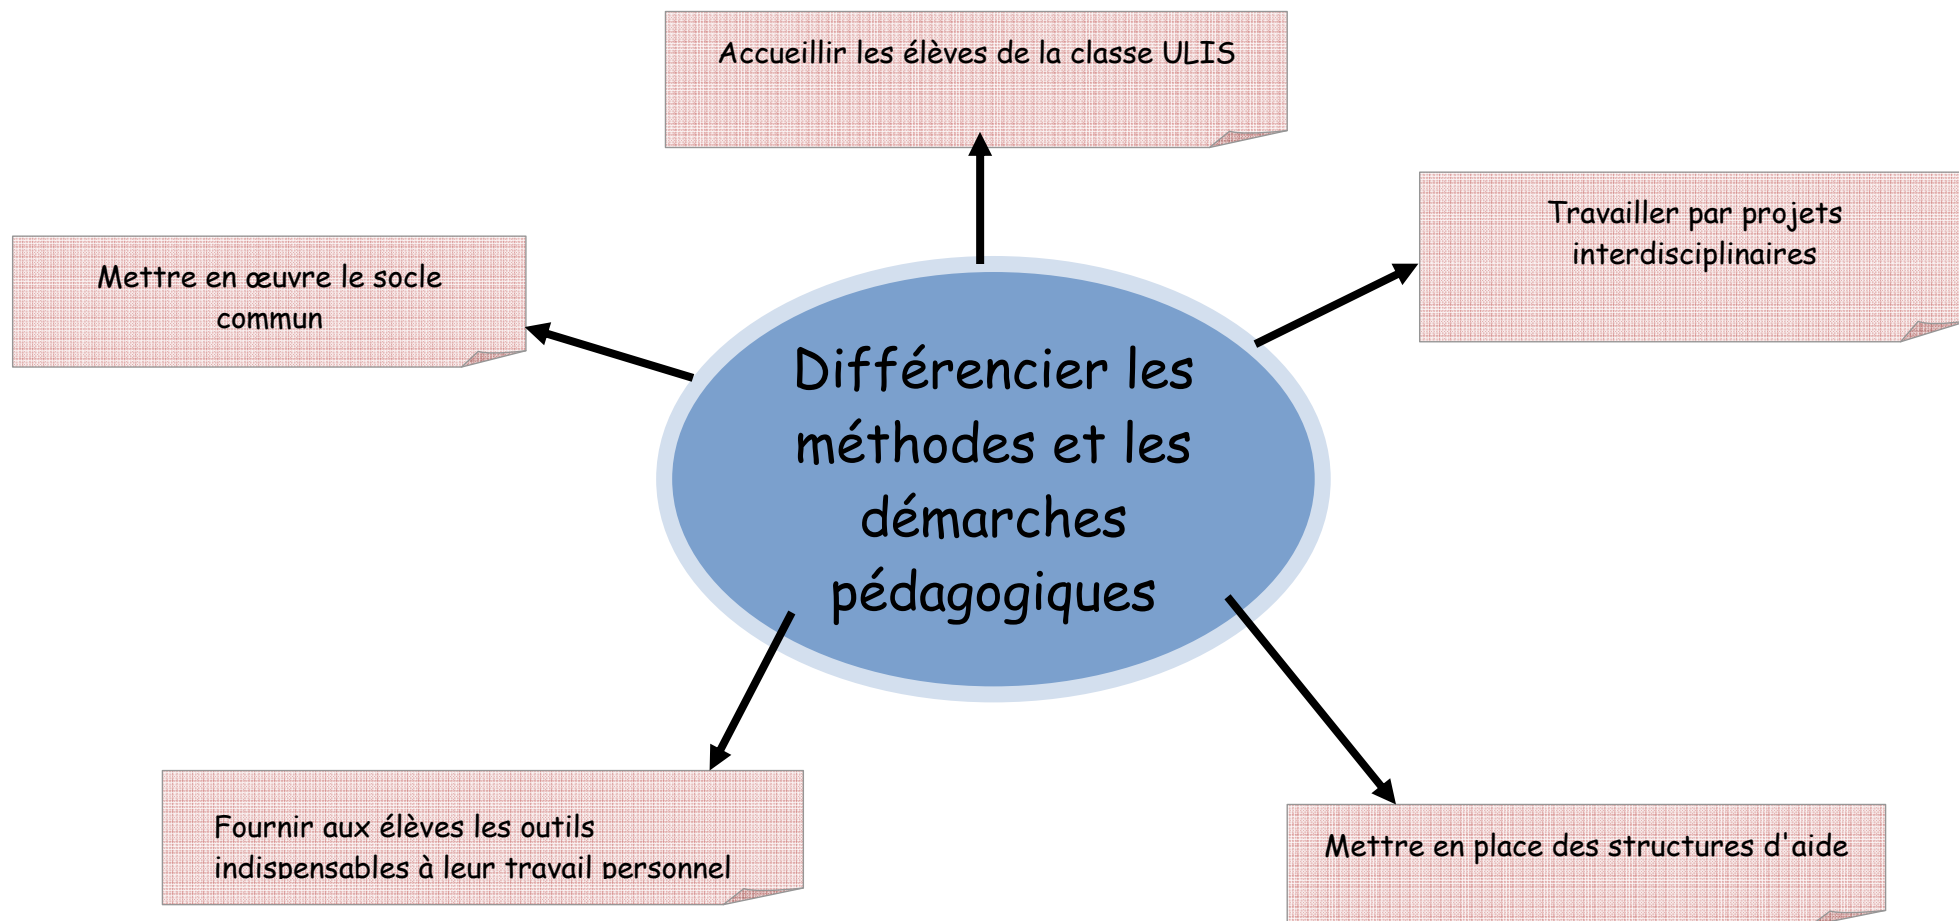 Accueillir les élèves de la classe ULIS
Travailler par projets
interdisciplinaires
Mettre en œuvre le socle
commun
Différencier les
méthodes et les
démarches
pédagogiques
Fournir aux élèves les outils
indispensables à leur travail personnel
Mettre en place des structures d'aide